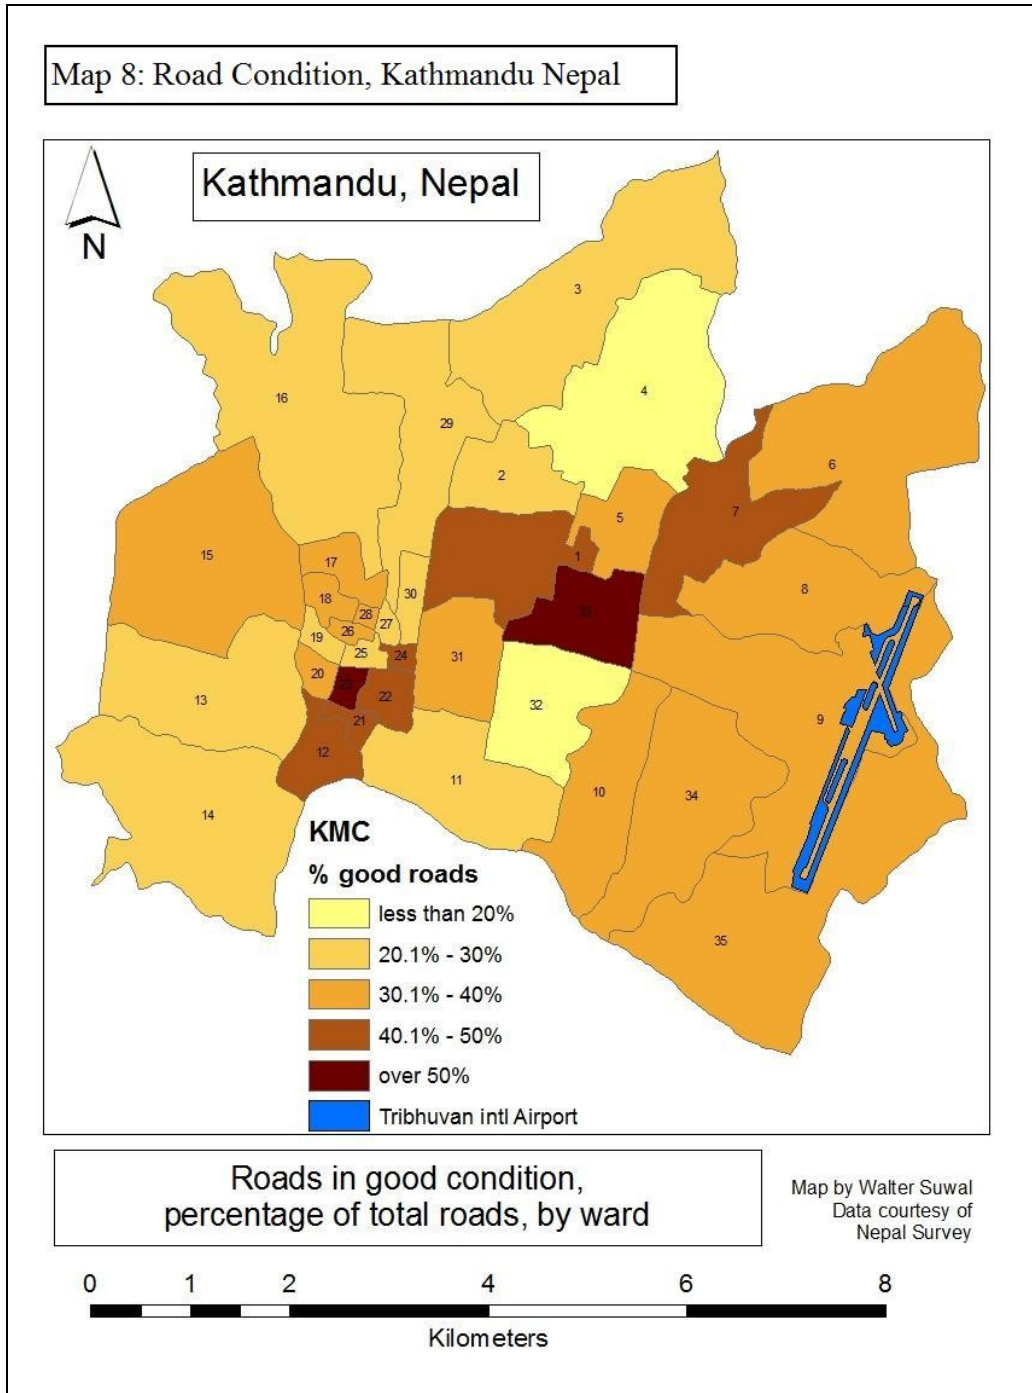 Map 8: Road Condition, Kathmandu Nepal
Kathmandu, Nepal
N
3
4
16
29
6
2
7
5
15
1
17
8
30
18
28
33
27
26
19
25
24
31
20
23
22
13
32
21
9
12
11
10
34
14
35
KMC
% good roads
less than 20%
20.1% - 30%
30.1% - 40%
40.1% - 50%
over 50%
Tribhuvan intl Airport
Roads in good condition,
percentage of total roads, by ward
Map by Walter Suwal
Data courtesy of
Nepal Survey
0 1 2 4 6 8
Kilometers